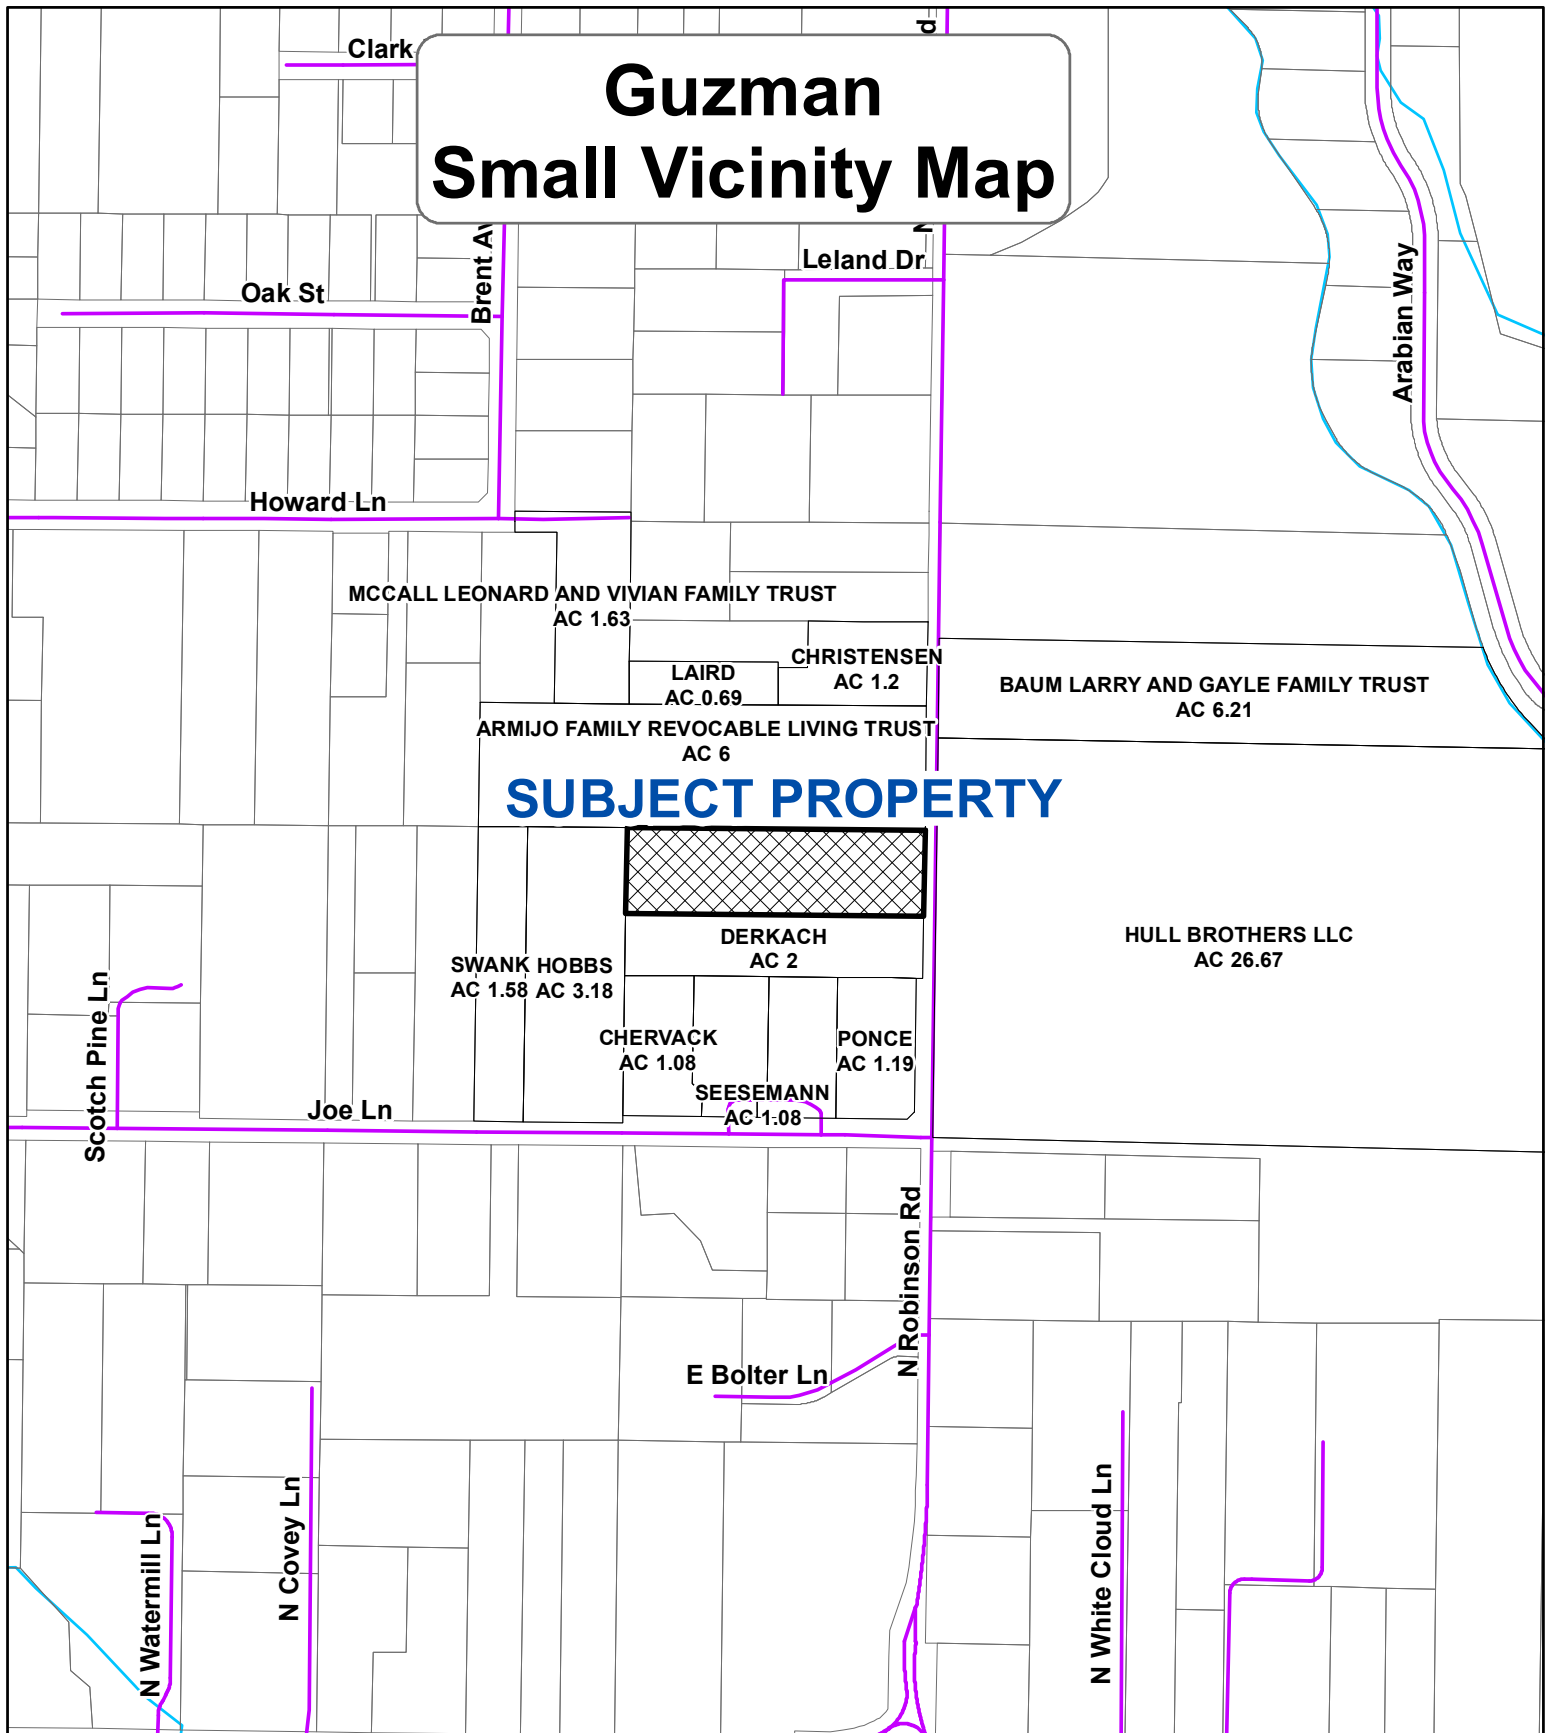 Clark
Guzman
Small Vicinity Map
Leland Dr
Brent
Oak St
Arabian Way
Howard Ln
MCCALL LEONARD AND VIVIAN FAMILY TRUST
AC 1.63
CHRISTENSEN
AC 1.2
LAIRD
AC 0.69
BAUM LARRY AND GAYLE FAMILY TRUST
AC 6.21
ARMIJO FAMILY REVOCABLE LIVING TRUST
AC 6
SUBJECT PROPERTY
DERKACH
AC 2
HULL BROTHERS LLC
AC 26.67
SWANK
AC 1.58
HOBBS
AC 3.18
CHERVACK
AC 1.08
PONCE
AC 1.19
SEESEMANN
AC 1.08
Scotch Pine Ln
Joe Ln
N Robinson Rd
E Bolter Ln
N Watermill Ln
N Covey Ln
N White Cloud Ln